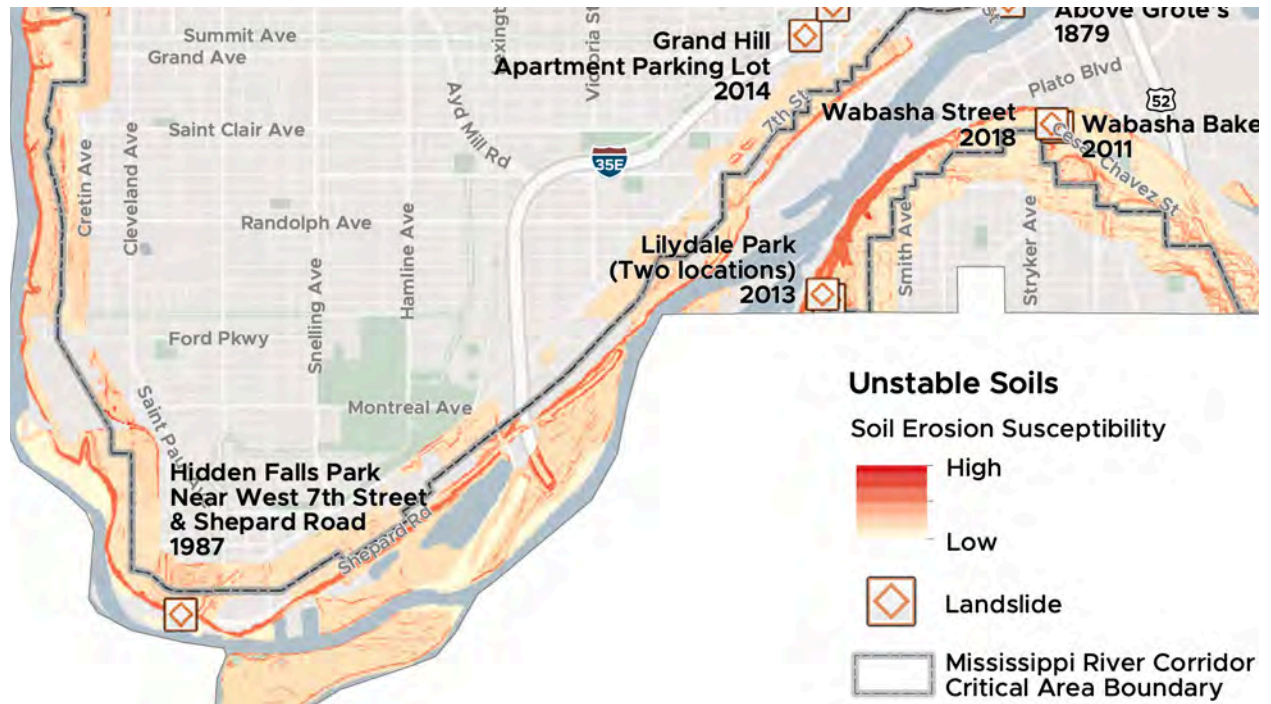 Summit Ave
Grand Ave
Victoria St
Grand Hill
Apartment Parking Lot
2014
Above Grote's
1879
Plato Blvd
52
Ayd Mill Rd
7th St
Wabasha Street
2018
Wabasha Bake
2011
Cesar Chavez St
Saint Clair Ave
35E
Cretin Ave
Cleveland Ave
Randolph Ave
Hamline Ave
Snelling Ave
Lilydale Park
(Two locations)
2013
Smith Ave
Stryker Ave
Ford Pkwy
Montreal Ave
Hidden Falls Park
Near West 7th Street
& Shepard Road
1987
Shepard Rd
Unstable Soils
Soil Erosion Susceptibility
High
Low
Landslide
Mississippi River Corridor
Critical Area Boundary